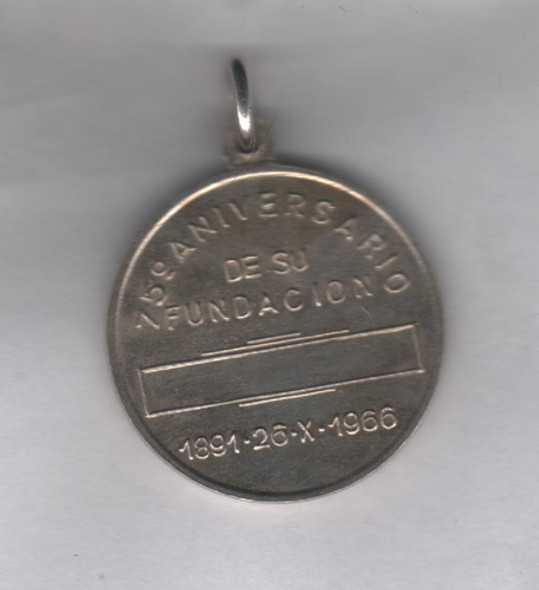 75º ANIVERSARIO
DE SU
FUNDACION
1891·26·X·1966